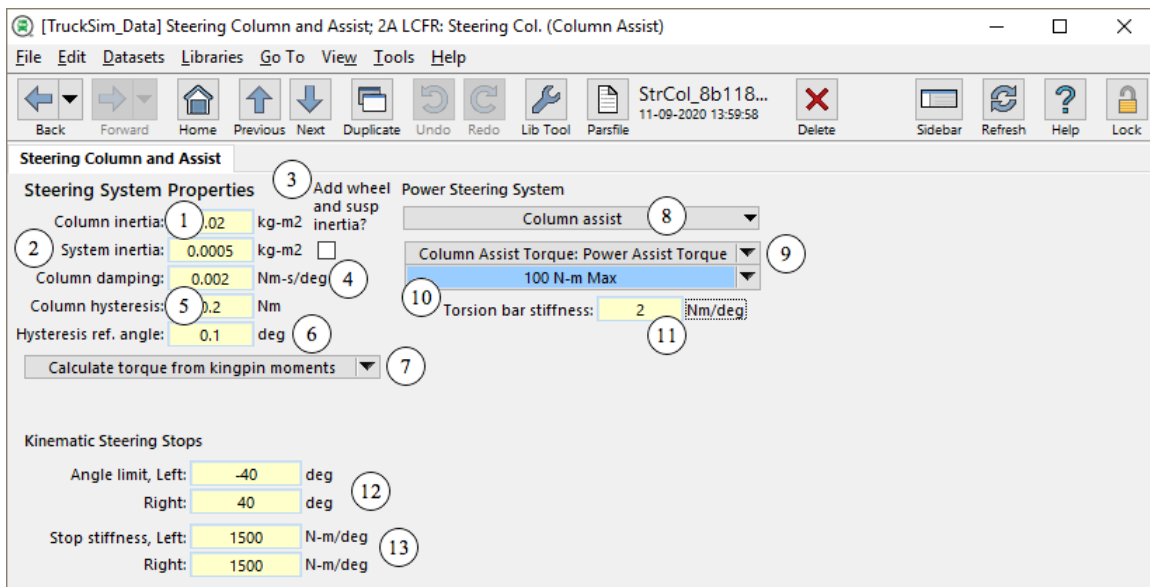 [TruckSim_Data] Steering Column and Assist; 2A LCFR: Steering Col. (Column Assist)
File Edit Datasets Libraries Go To View Tools Help
StrCol_8b118...
11-09-2020 13:59:58
Back Forward Home Previous Next Duplicate Undo Redo Lib Tool Parsfile Delete Sidebar Refresh Help Lock
Steering Column and Assist
Steering System Properties
3 Add wheel and susp inertia?
Column inertia: 1 .02 kg-m2
2 System inertia: 0.0005 kg-m2
Column damping: 0.002 Nm-s/deg 4
Column hysteresis: 5 0.2 Nm
Hysteresis ref. angle: 0.1 deg 6
Calculate torque from kingpin moments 7
Power Steering System
Column assist 8
Column Assist Torque: Power Assist Torque 9
100 N-m Max
10 Torsion bar stiffness: 2 Nm/deg
11
Kinematic Steering Stops
Angle limit, Left: -40 deg
Right: 40 deg
12
Stop stiffness, Left: 1500 N-m/deg
Right: 1500 N-m/deg
13